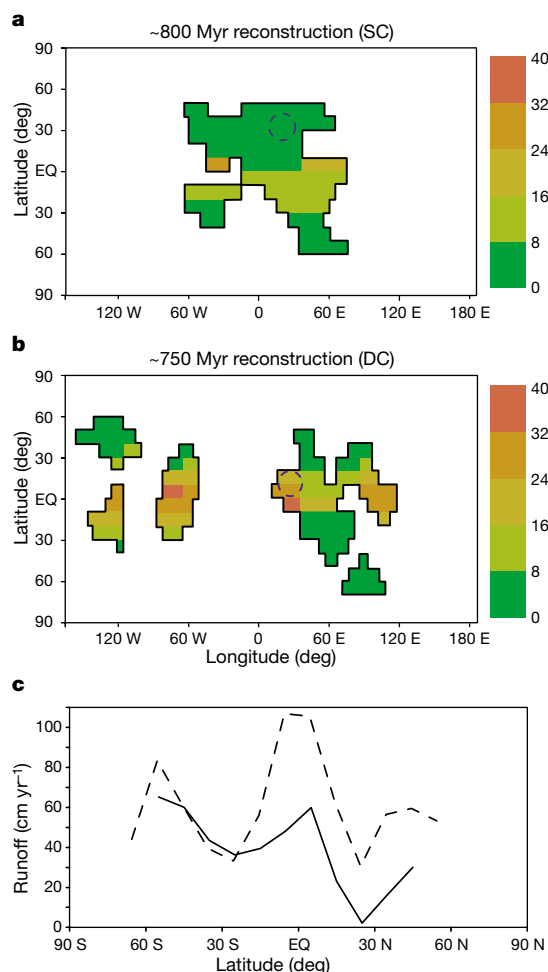 a
~800 Myr reconstruction (SC)
90
60
30
EQ
30
60
90
Latitude (deg)
120 W 60 W 0 60 E 120 E 180 E
40
32
24
16
8
0
b
~750 Myr reconstruction (DC)
90
60
30
EQ
30
60
90
Latitude (deg)
120 W 60 W 0 60 E 120 E 180 E
Longitude (deg)
40
32
24
16
8
0
c
100
80
60
40
20
0
Runoff (cm yr⁻¹)
90 S 60 S 30 S EQ 30 N 60 N 90 N
Latitude (deg)